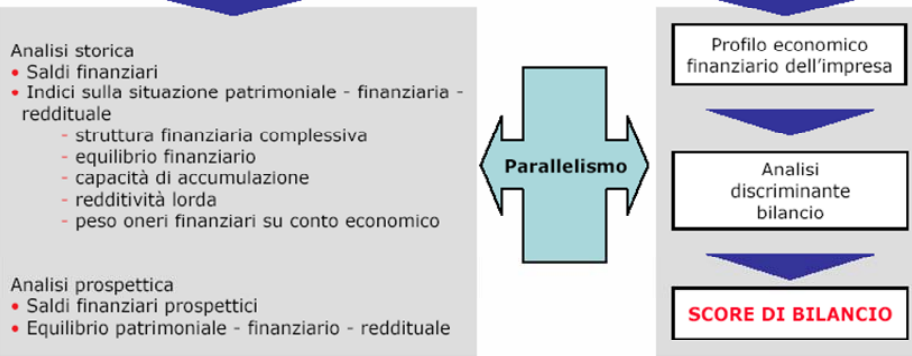 Analisi storica
• Saldi finanziari
• Indici sulla situazione patrimoniale - finanziaria -
reddituale
- struttura finanziaria complessiva
- equilibrio finanziario
- capacità di accumulazione
- redditività lorda
- peso oneri finanziari su conto economico
Analisi prospettica
• Saldi finanziari prospettici
• Equilibrio patrimoniale - finanziario - reddituale
Parallelismo
Profilo economico
finanziario dell'impresa
Analisi
discriminante
bilancio
SCORE DI BILANCIO